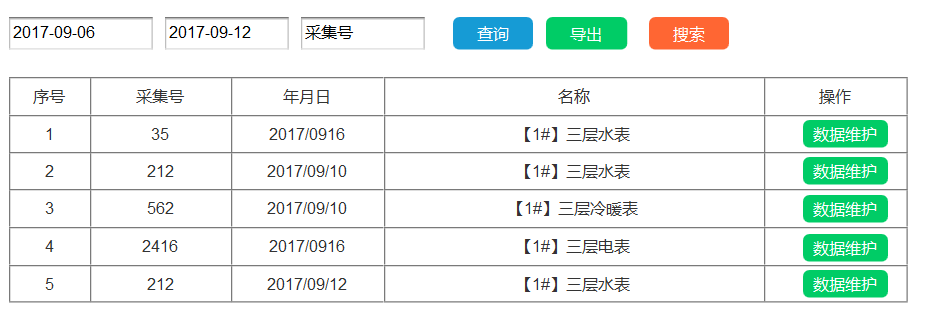 2017-09-06 2017-09-12 采集号 查询 导出 搜索
序号 采集号 年月日 名称 操作
1 35 2017/0916 【1#】三层水表 数据维护
2 212 2017/09/10 【1#】三层水表 数据维护
3 562 2017/09/10 【1#】三层冷暖表 数据维护
4 2416 2017/0916 【1#】三层电表 数据维护
5 212 2017/09/12 【1#】三层水表 数据维护